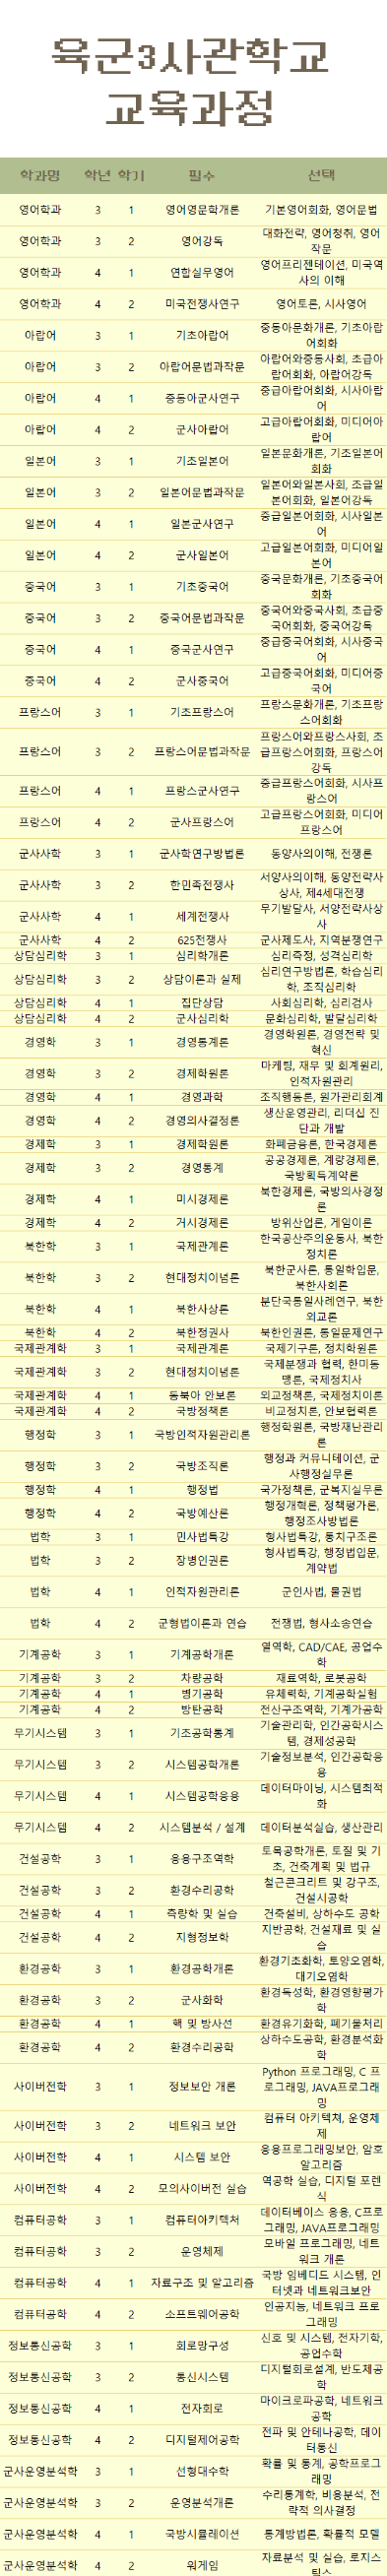 육군3사관학교
교육과정
학과명 학년 학기 필수 선택
영어학과 3 1 영어영문학개론 기본영어회화, 영어문법
영어학과 3 2 영어강독 대화전략, 영어청취, 영어
작문
영어학과 4 1 연합실무영어 영어프리젠테이션, 미국역
사의 이해
영어학과 4 2 미국전쟁사연구 영어토론, 시사영어
아랍어 3 1 기초아랍어 중동아문화개론, 기초아랍
어회화
아랍어 3 2 아랍어문법과작문 아랍어와중동사회, 초급아
랍어회화, 아랍어강독
아랍어 4 1 중동아군사연구 중급아랍어회화, 시사아랍
어
아랍어 4 2 군사아랍어 고급아랍어회화, 미디어아
랍어
일본어 3 1 기초일본어 일본문화개론, 기초일본어
회화
일본어 3 2 일본어문법과작문 일본어와일본사회, 초급일
본어회화, 일본어강독
일본어 4 1 일본군사연구 중급일본어회화, 시사일본
어
일본어 4 2 군사일본어 고급일본어회화, 미디어일
본어
중국어 3 1 기초중국어 중국문화개론, 기초중국어
회화
중국어 3 2 중국어문법과작문 중국어와중국사회, 초급중
국어회화, 중국어강독
중국어 4 1 중국군사연구 중급중국어회화, 시사중국
어
중국어 4 2 군사중국어 고급중국어회화, 미디어중
국어
프랑스어 3 1 기초프랑스어 프랑스문화개론, 기초프랑
스어회화
프랑스어 3 2 프랑스어문법과작문 프랑스어와프랑스사회, 초
급프랑스어회화, 프랑스어
강독
프랑스어 4 1 프랑스군사연구 중급프랑스어회화, 시사프
랑스어
프랑스어 4 2 군사프랑스어 고급프랑스어회화, 미디어
프랑스어
군사사학 3 1 군사학연구방법론 동양사의이해, 전쟁론
군사사학 3 2 한민족전쟁사 서양사의이해, 동양전략사
상사, 제4세대전쟁
군사사학 4 1 세계전쟁사 무기발달사, 서양전략사상
사
군사사학 4 2 625전쟁사 군사제도사, 지역분쟁연구
상담심리학 3 1 심리학개론 심리측정, 성격심리학
상담심리학 3 2 상담이론과 실제 심리연구방법론, 학습심리
학, 조직심리학
상담심리학 4 1 집단상담 사회심리학, 심리검사
상담심리학 4 2 군사심리학 문화심리학, 발달심리학
경영학 3 1 경영통계론 경영학원론, 경영전략 및
혁신
경영학 3 2 경제학원론 마케팅, 재무 및 회계원리,
인적자원관리
경영학 4 1 경영과학 조직행동론, 원가관리회계
경영학 4 2 경영의사결정론 생산운영관리, 리더십 진
단과 개발
경제학 3 1 경제학원론 화폐금융론, 한국경제론
경제학 3 2 경영통계 공공경제론, 계량경제론,
국방획득계약론
경제학 4 1 미시경제론 북한경제론, 국방의사결정
론
경제학 4 2 거시경제론 방위산업론, 게임이론
북한학 3 1 국제관계론 한국공산주의운동사, 북한
정치론
북한학 3 2 현대정치이념론 북한군사론, 통일학입문,
북한사회론
북한학 4 1 북한사상론 분단국통일사례연구, 북한
외교론
북한학 4 2 북한정권사 북한인권론, 통일문제연구
국제관계학 3 1 국제관계론 국제기구론, 정치학원론
국제관계학 3 2 현대정치이념론 국제분쟁과 협력, 한미동
맹론, 국제정치사
국제관계학 4 1 동북아 안보론 외교정책론, 국제정치이론
국제관계학 4 2 국방정책론 비교정치론, 안보협력론
행정학 3 1 국방인적자원관리론 행정학원론, 국방재난관리
론
행정학 3 2 국방조직론 행정과 커뮤니테이션, 군
사행정실무론
행정학 4 1 행정법 국가정책론, 군복지실무론
행정학 4 2 국방예산론 행정개혁론, 정책평가론,
행정조사방법론
법학 3 1 민사법특강 형사법특강, 통치구조론
법학 3 2 장병인권론 형사법특강, 행정법입문,
계약법
법학 4 1 인적자원관리론 군인사법, 물권법
법학 4 2 군형법이론과 연습 전쟁법, 형사소송연습
기계공학 3 1 기계공학개론 열역학, CAD/CAE, 공업수
학
기계공학 3 2 차량공학 재료역학, 로봇공학
기계공학 4 1 병기공학 유체력학, 기계공학실험
기계공학 4 2 방탄공학 전산구조역학, 기계가공학
무기시스템 3 1 기조공학통계 기술관리학, 인간공학시스
템, 경제성공학
무기시스템 3 2 시스템공학개론 기술정보분석, 인간공학응
용
무기시스템 4 1 시스템공학응용 데이터마이닝, 시스템최적
화
무기시스템 4 2 시스템분석 / 설계 데이터분석실습, 생산관리
건설공학 3 1 응용구조역학 토목공학개론, 토질 및 기
초, 건축계획 및 법규
건설공학 3 2 환경수리공학 철근콘크리트 및 강구조,
건설시공학
건설공학 4 1 측량학 및 실습 건축설비, 상하수도 공학
건설공학 4 2 지형정보학 지반공학, 건설재료 및 실
습
환경공학 3 1 환경공학개론 환경기초화학, 토양오염학,
대기오염학
환경공학 3 2 군사화학 환경독성학, 환경영향평가
학
환경공학 4 1 핵 및 방사선 환경유기화학, 폐기물처리
환경공학 4 2 환경수리공학 상하수도공학, 환경분석화
학
사이버전학 3 1 정보보안 개론 Python 프로그래밍, C 프
로그래밍, JAVA프로그래
밍
사이버전학 3 2 네트워크 보안 컴퓨터 아키텍쳐, 운영체
제
사이버전학 4 1 시스템 보안 응용프로그래밍보안, 암호
알고리즘
사이버전학 4 2 모의사이버전 실습 역공학 실습, 디지털 포렌
식
컴퓨터공학 3 1 컴퓨터아키텍처 데이터베이스 응용, C프로
그래밍, JAVA프로그래밍
컴퓨터공학 3 2 운영체제 모바일 프로그래밍, 네트
워크 개론
컴퓨터공학 4 1 자료구조 및 알고리즘 국방 임베디드 시스템, 인
터넷과 네트워크보안
컴퓨터공학 4 2 소프트웨어공학 인공지능, 네트워크 프로
그래밍
정보통신공학 3 1 회로망구성 신호 및 시스템, 전자기학,
공업수학
정보통신공학 3 2 통신시스템 디지털회로설계, 반도체공
학
정보통신공학 4 1 전자회로 마이크로파공학, 네트워크
공학
정보통신공학 4 2 디지털제어공학 전파 및 안테나공학, 데이
터통신
군사운영분석학 3 1 선형대수학 확률 및 통계, 공학프로그
래밍
군사운영분석학 3 2 운영분석개론 수리통계학, 비용분석, 전
략적 의사결정
군사운영분석학 4 1 국방시뮬레이션 통계방법론, 확률적 모델
군사운영분석학 4 2 워게임 자료분석 및 실습, 로지스
틱스